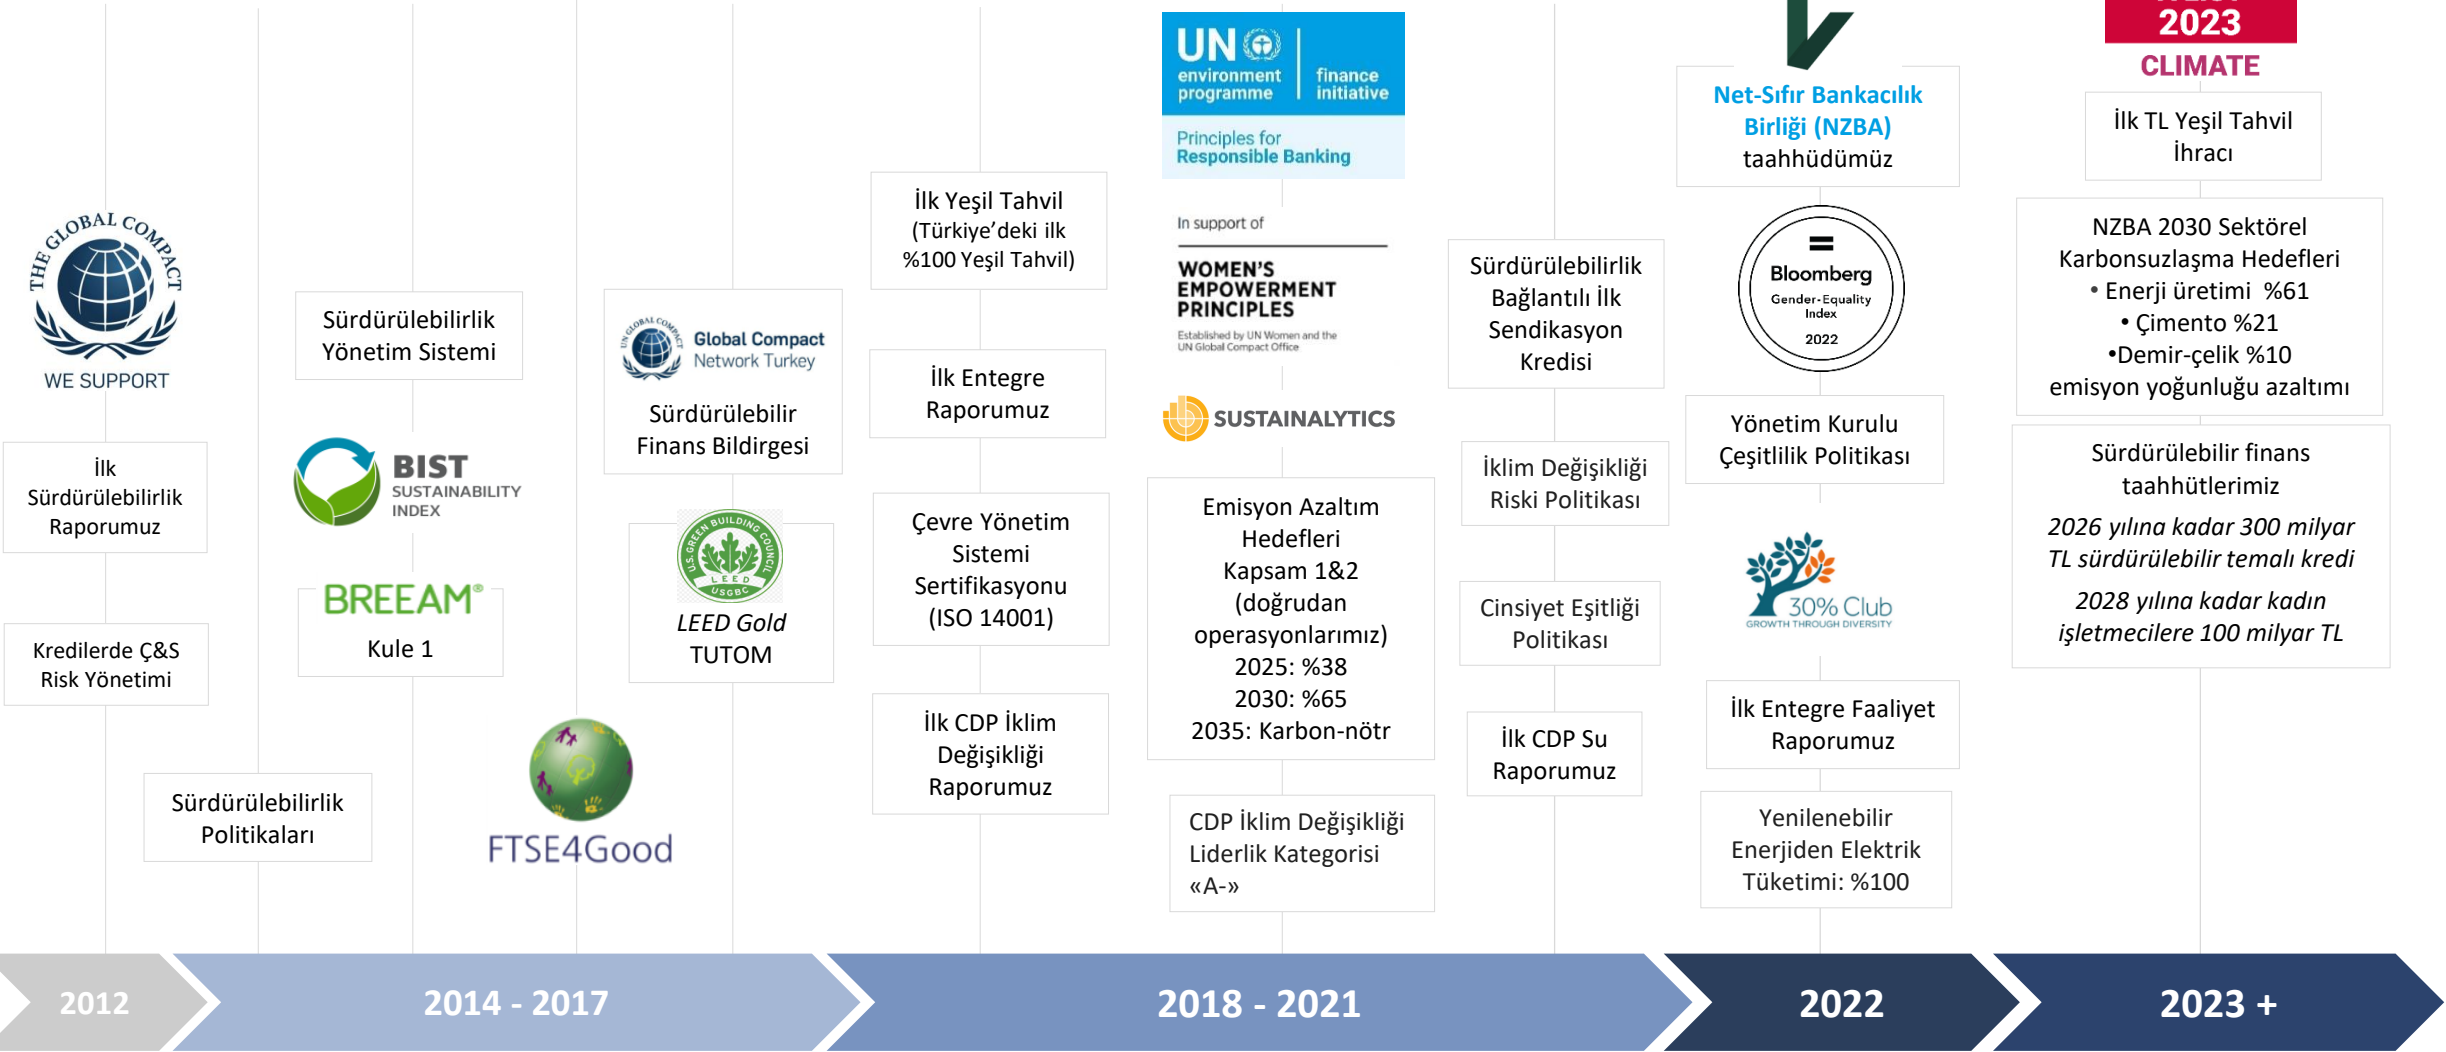 THE GLOBAL COMPACT
WE SUPPORT
İlk
Sürdürülebilirlik
Raporumuz
Kredilerde Ç&S
Risk Yönetimi
Sürdürülebilirlik
Politikaları
Sürdürülebilirlik
Yönetim Sistemi
BIST
SUSTAINABILITY
INDEX
BREEAM®
Kule 1
FTSE4Good
UN GLOBAL COMPACT
Global Compact
Network Turkey
Sürdürülebilir
Finans Bildirgesi
U.S. GREEN BUILDING COUNCIL
LEED
USGBC
LEED Gold
TUTOM
İlk Yeşil Tahvil
(Türkiye’deki ilk
%100 Yeşil Tahvil)
İlk Entegre
Raporumuz
Çevre Yönetim
Sistemi
Sertifikasyonu
(ISO 14001)
İlk CDP İklim
Değişikliği
Raporumuz
UN
environment
programme
finance
initiative
Principles for
Responsible Banking
In support of
WOMEN'S
EMPOWERMENT
PRINCIPLES
Established by UN Women and the
UN Global Compact Office
SUSTAINALYTICS
Emisyon Azaltım
Hedefleri
Kapsam 1&2
(doğrudan
operasyonlarımız)
2025: %38
2030: %65
2035: Karbon-nötr
CDP İklim Değişikliği
Liderlik Kategorisi
«A-»
Sürdürülebilirlik
Bağlantılı İlk
Sendikasyon
Kredisi
İklim Değişikliği
Riski Politikası
Cinsiyet Eşitliği
Politikası
İlk CDP Su
Raporumuz
Net-Sıfır Bankacılık
Birliği (NZBA)
taahhüdümüz
Bloomberg
Gender-Equality
Index
2022
Yönetim Kurulu
Çeşitlilik Politikası
30% Club
GROWTH THROUGH DIVERSITY
İlk Entegre Faaliyet
Raporumuz
Yenilenebilir
Enerjiden Elektrik
Tüketimi: %100
2023
CLIMATE
İlk TL Yeşil Tahvil
İhracı
NZBA 2030 Sektörel
Karbonsuzlaşma Hedefleri
• Enerji üretimi %61
• Çimento %21
•Demir-çelik %10
emisyon yoğunluğu azaltımı
Sürdürülebilir finans
taahhütlerimiz
2026 yılına kadar 300 milyar
TL sürdürülebilir temalı kredi
2028 yılına kadar kadın
işletmecilere 100 milyar TL
2012
2014 - 2017
2018 - 2021
2022
2023 +